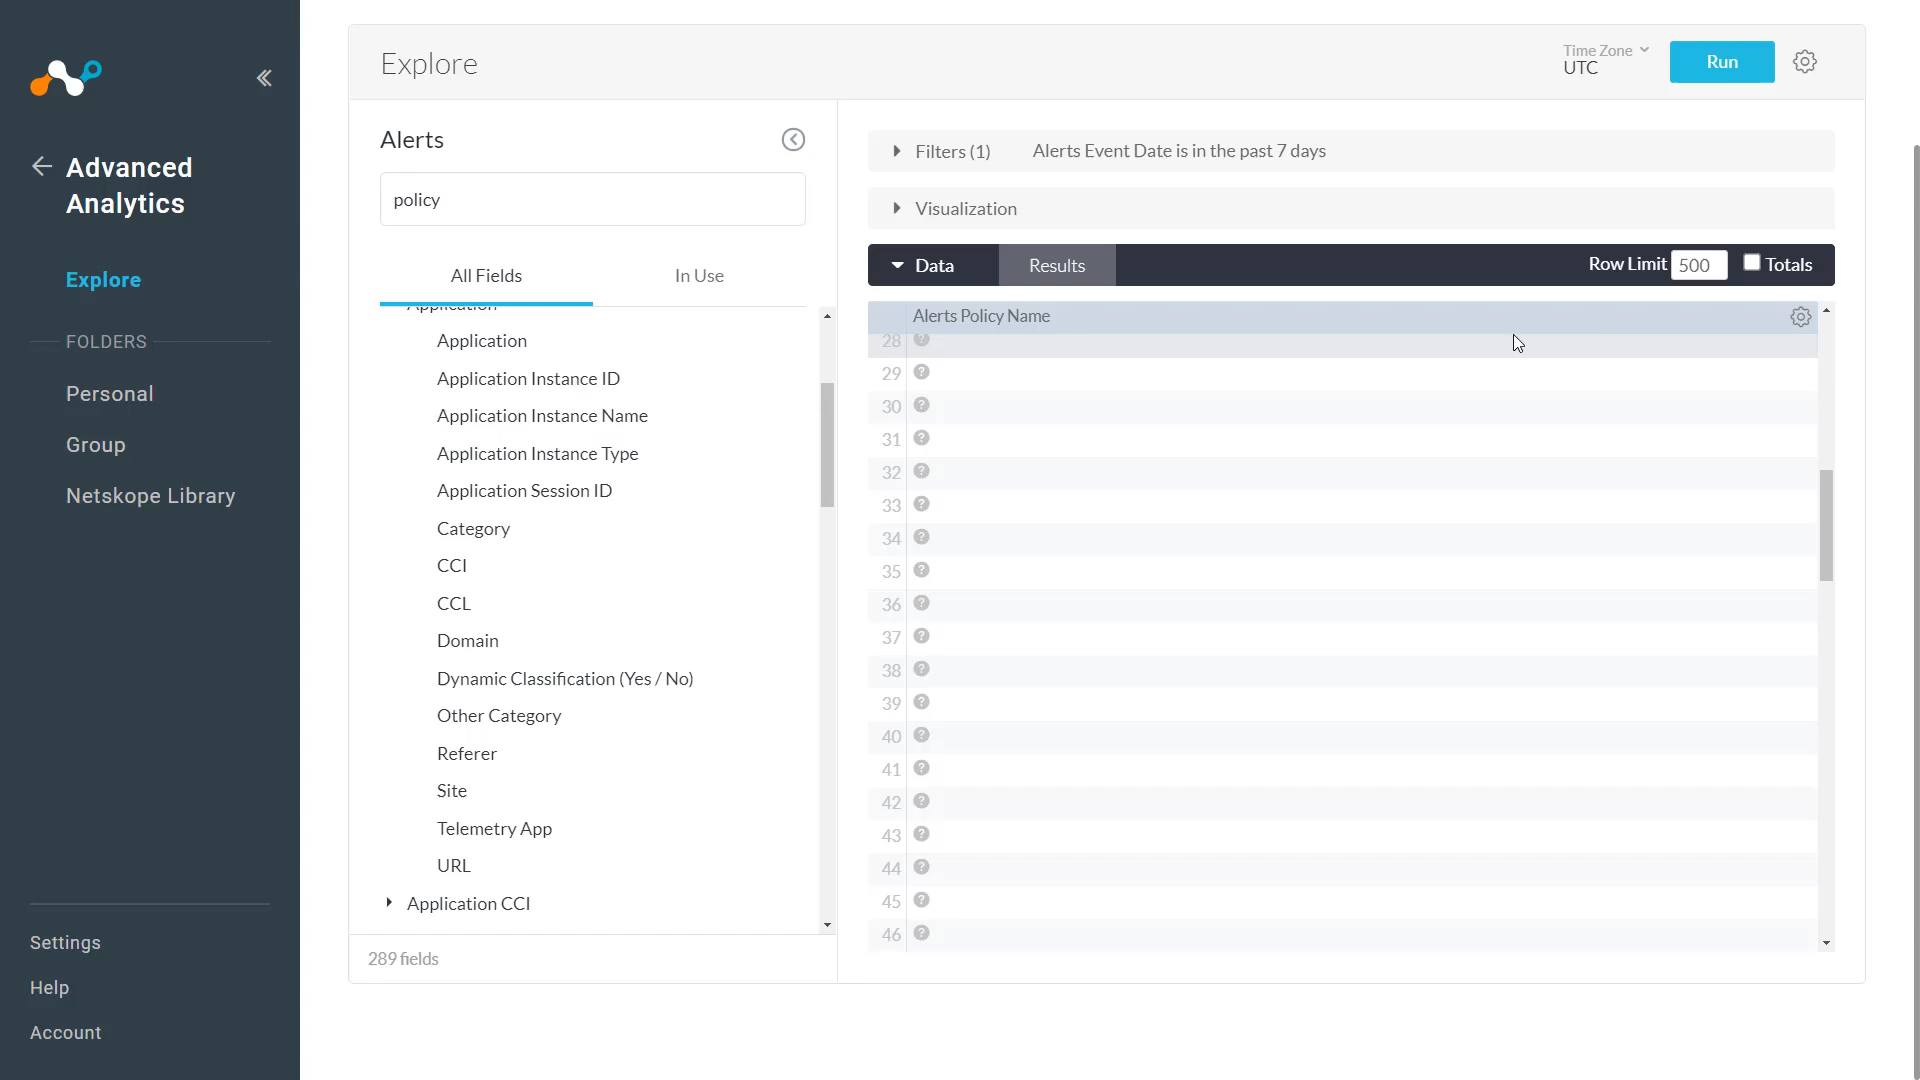 Advanced
Analytics
Explore
FOLDERS
Personal
Group
Netskope Library
Settings
Help
Account
Explore
Time Zone
UTC
Run
Alerts
policy
All Fields
In Use
Application
Application
Application Instance ID
Application Instance Name
Application Instance Type
Application Session ID
Category
CCI
CCL
Domain
Dynamic Classification (Yes / No)
Other Category
Referer
Site
Telemetry App
URL
Application CCI
289 fields
Filters (1) Alerts Event Date is in the past 7 days
Visualization
Data Results Row Limit 500 Totals
Alerts Policy Name
28 ?
29 ?
30 ?
31 ?
32 ?
33 ?
34 ?
35 ?
36 ?
37 ?
38 ?
39 ?
40 ?
41 ?
42 ?
43 ?
44 ?
45 ?
46 ?